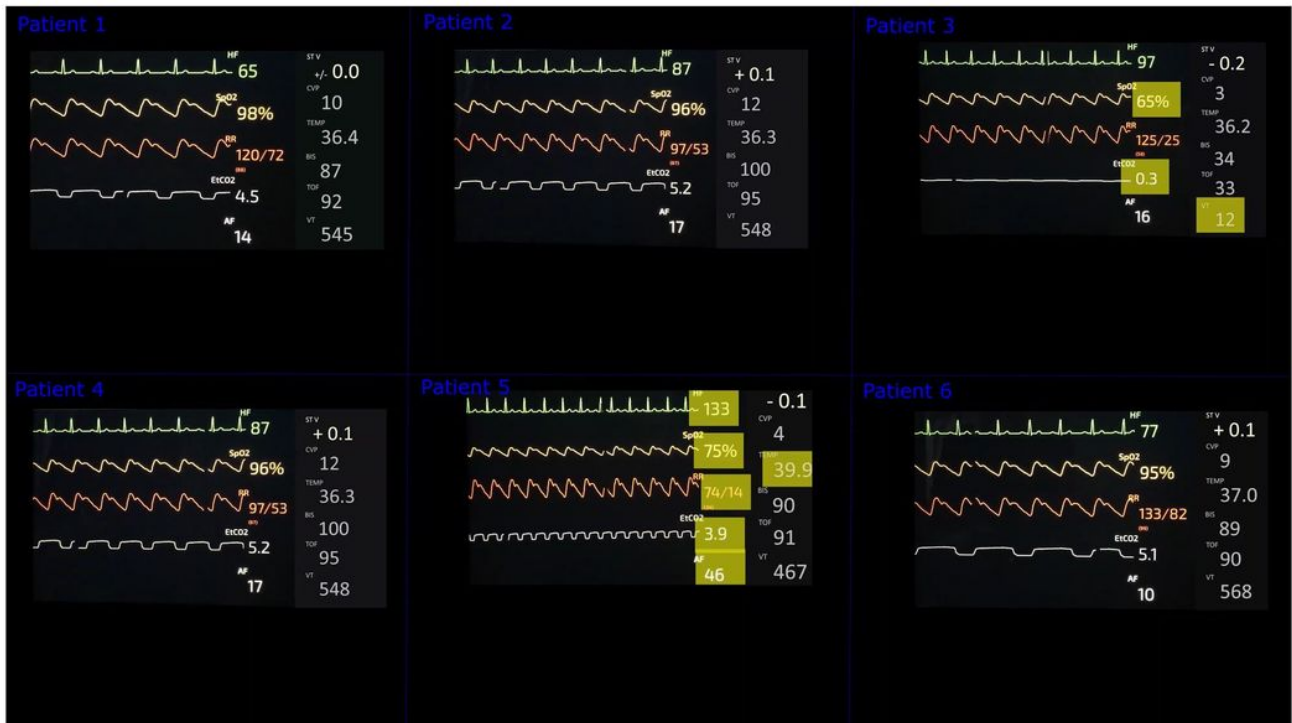 Patient 1
HF
65
SpO2
98%
RR
120/72
EtCO2
4.5
AF
14
ST V
+/- 0.0
CVP
10
TEMP
36.4
BIS
87
TOF
92
VT
545
Patient 2
HF
87
SpO2
96%
RR
97/53
EtCO2
5.2
AF
17
ST V
+ 0.1
CVP
12
TEMP
36.3
BIS
100
TOF
95
VT
548
Patient 3
HF
97
SpO2
65%
RR
125/25
EtCO2
0.3
AF
16
ST V
- 0.2
CVP
3
TEMP
36.2
BIS
34
TOF
33
VT
12
Patient 4
HF
87
SpO2
96%
RR
97/53
EtCO2
5.2
AF
17
ST V
+ 0.1
CVP
12
TEMP
36.3
BIS
100
TOF
95
VT
548
Patient 5
HF
133
SpO2
75%
RR
74/14
EtCO2
3.9
AF
46
- 0.1
CVP
4
TEMP
39.9
BIS
90
TOF
91
VT
467
Patient 6
HF
77
SpO2
95%
RR
133/82
EtCO2
5.1
AF
10
ST V
+ 0.1
CVP
9
TEMP
37.0
BIS
89
TOF
90
VT
568